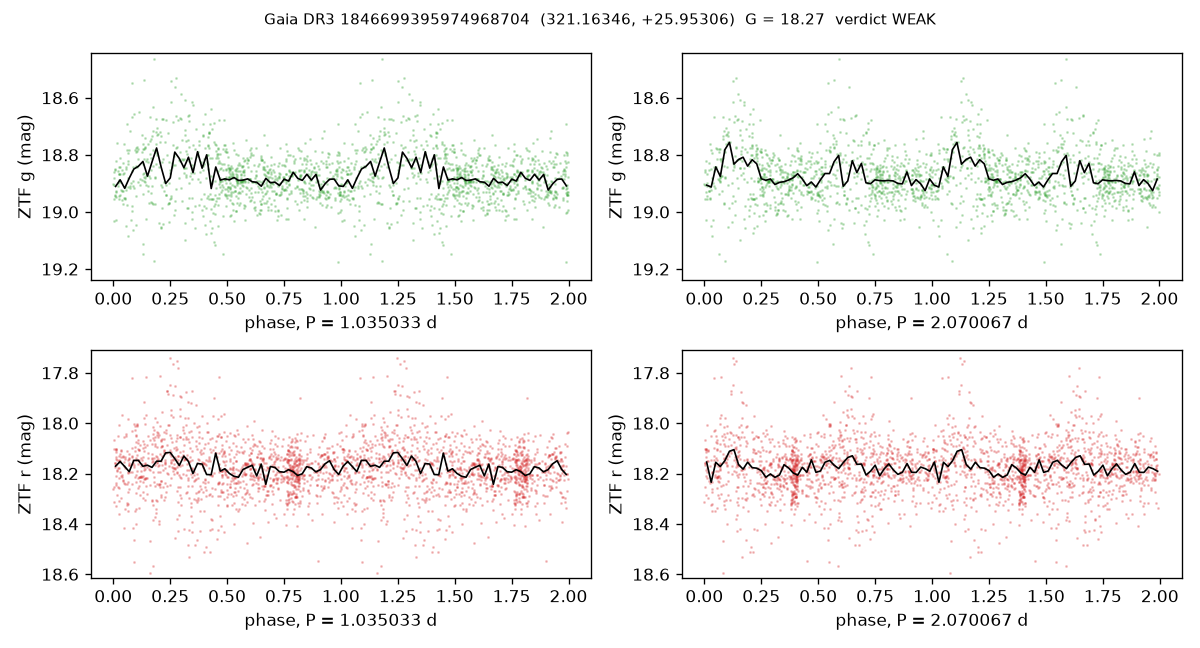 Gaia DR3 1846699395974968704 (321.16346, +25.95306) G = 18.27 verdict WEAK
ZTF g (mag)
18.6
18.8
19.0
19.2
0.00 0.25 0.50 0.75 1.00 1.25 1.50 1.75 2.00
phase, P = 1.035033 d
ZTF g (mag)
18.6
18.8
19.0
19.2
0.00 0.25 0.50 0.75 1.00 1.25 1.50 1.75 2.00
phase, P = 2.070067 d
ZTF r (mag)
17.8
18.0
18.2
18.4
18.6
0.00 0.25 0.50 0.75 1.00 1.25 1.50 1.75 2.00
phase, P = 1.035033 d
ZTF r (mag)
17.8
18.0
18.2
18.4
18.6
0.00 0.25 0.50 0.75 1.00 1.25 1.50 1.75 2.00
phase, P = 2.070067 d